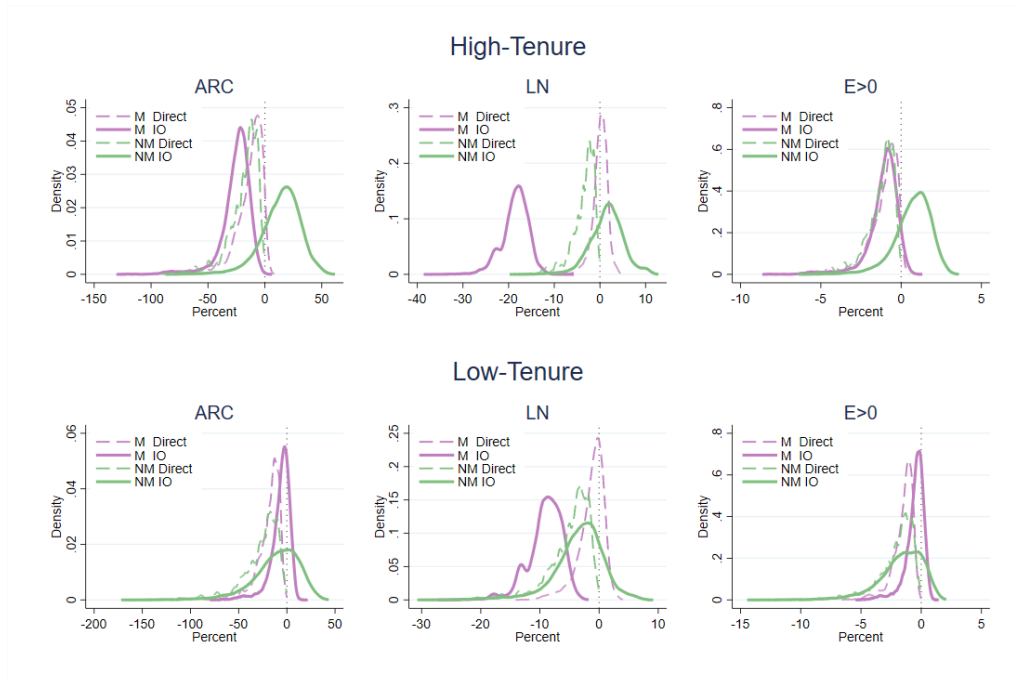 High-Tenure
ARC
LN
E>0
Density
0 .01 .02 .03 .04 .05
M Direct
M IO
NM Direct
NM IO
-150 -100 -50 0 50
Percent
Density
0 .1 .2 .3
M Direct
M IO
NM Direct
NM IO
-40 -30 -20 -10 0 10
Percent
Density
0 .2 .4 .6 .8
M Direct
M IO
NM Direct
NM IO
-10 -5 0 5
Percent
Low-Tenure
ARC
LN
E>0
Density
0 .02 .04 .06
M Direct
M IO
NM Direct
NM IO
-200 -150 -100 -50 0 50
Percent
Density
0 .05 .1 .15 .2 .25
M Direct
M IO
NM Direct
NM IO
-30 -20 -10 0 10
Percent
Density
0 .2 .4 .6 .8
M Direct
M IO
NM Direct
NM IO
-15 -10 -5 0 5
Percent